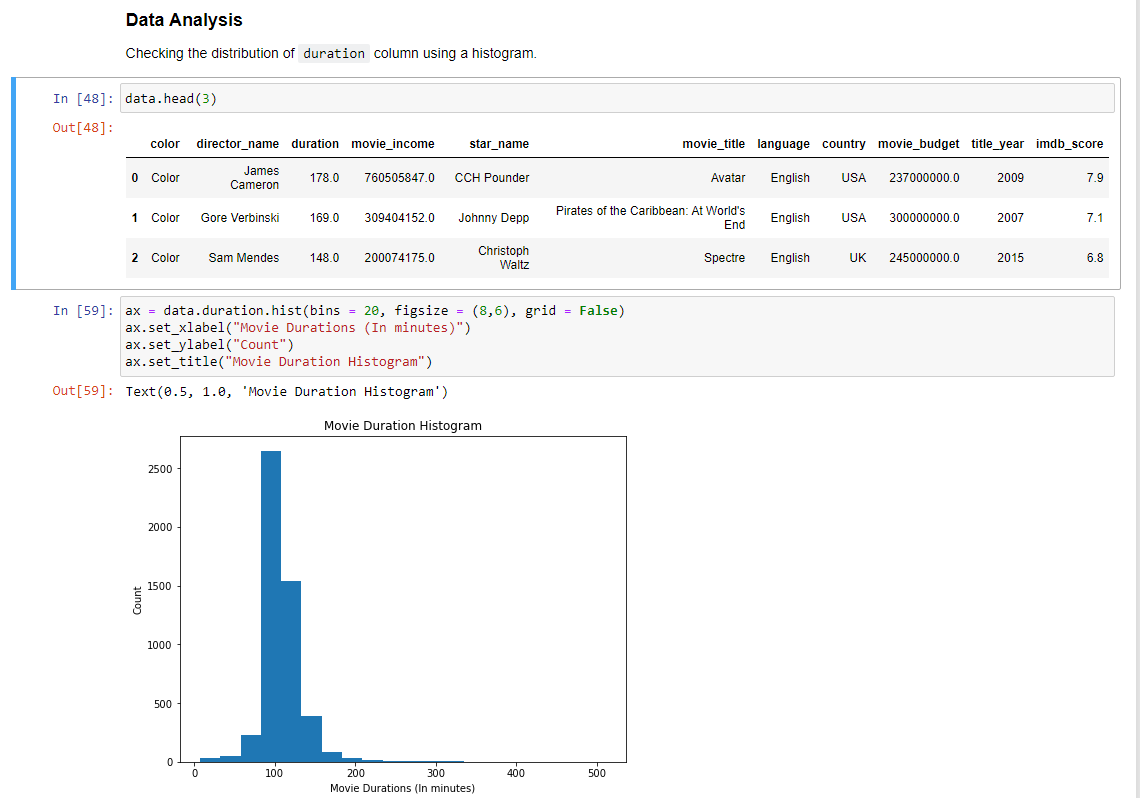 Data Analysis
Checking the distribution of duration column using a histogram.
In [48]: data.head(3)
Out[48]:
color director_name duration movie_income star_name movie_title language country movie_budget title_year imdb_score
0 Color James Cameron 178.0 760505847.0 CCH Pounder Avatar English USA 237000000.0 2009 7.9
1 Color Gore Verbinski 169.0 309404152.0 Johnny Depp Pirates of the Caribbean: At World's End English USA 300000000.0 2007 7.1
2 Color Sam Mendes 148.0 200074175.0 Christoph Waltz Spectre English UK 245000000.0 2015 6.8
In [59]: ax = data.duration.hist(bins = 20, figsize = (8,6), grid = False)
ax.set_xlabel("Movie Durations (In minutes)")
ax.set_ylabel("Count")
ax.set_title("Movie Duration Histogram")
Out[59]: Text(0.5, 1.0, 'Movie Duration Histogram')
Movie Duration Histogram
2500
2000
1500
1000
500
0
Count
0 100 200 300 400 500
Movie Durations (In minutes)